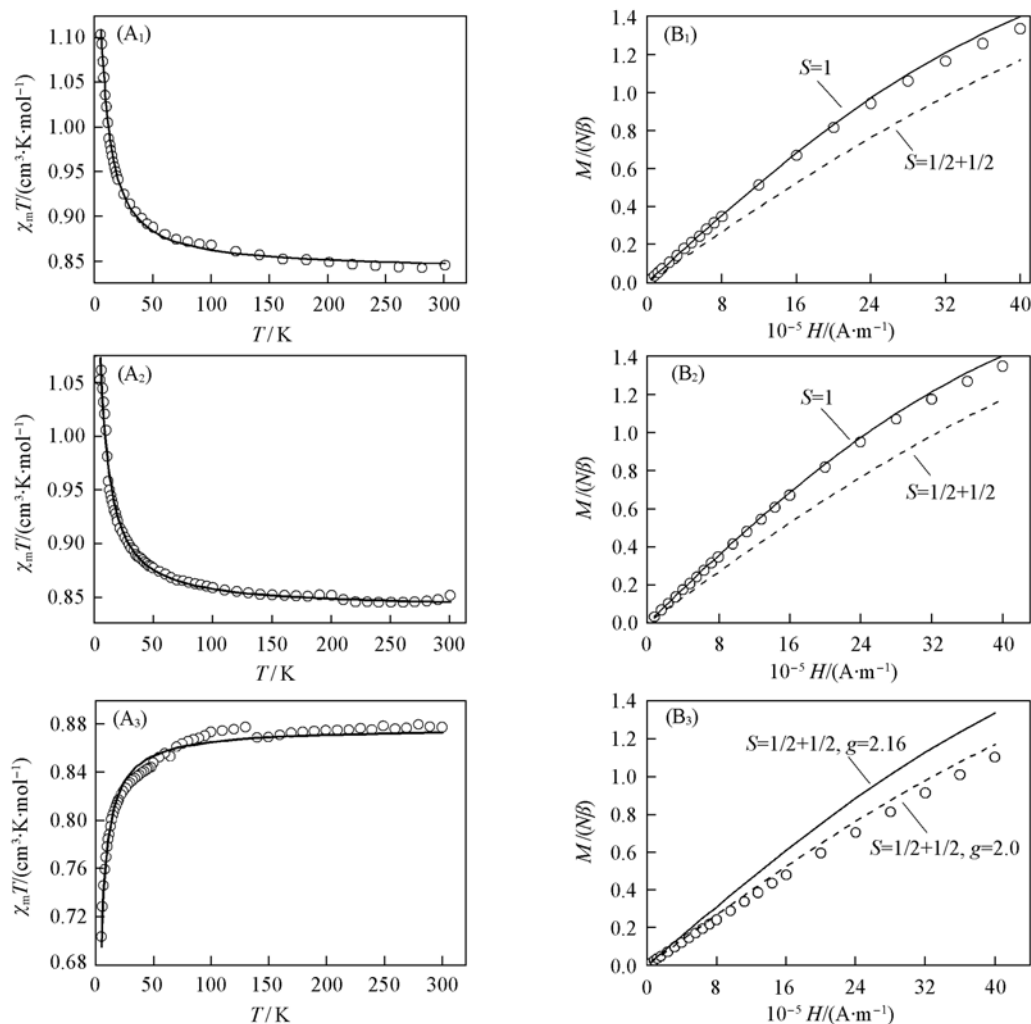 (A₁)
χₘT/(cm³·K·mol⁻¹)
1.10
1.05
1.00
0.95
0.90
0.85
0 50 100 150 200 250 300
T/K
(B₁)
M/(Nβ)
1.4
1.2
1.0
0.8
0.6
0.4
0.2
0.0
S=1
S=1/2+1/2
0 8 16 24 32 40
10⁻⁵ H/(A·m⁻¹)
(A₂)
χₘT/(cm³·K·mol⁻¹)
1.05
1.00
0.95
0.90
0.85
0 50 100 150 200 250 300
T/K
(B₂)
M/(Nβ)
1.4
1.2
1.0
0.8
0.6
0.4
0.2
0.0
S=1
S=1/2+1/2
0 8 16 24 32 40
10⁻⁵ H/(A·m⁻¹)
(A₃)
χₘT/(cm³·K·mol⁻¹)
0.88
0.84
0.80
0.76
0.72
0.68
0 50 100 150 200 250 300
T/K
(B₃)
M/(Nβ)
1.4
1.2
1.0
0.8
0.6
0.4
0.2
0.0
S=1/2+1/2, g=2.16
S=1/2+1/2, g=2.0
0 8 16 24 32 40
10⁻⁵ H/(A·m⁻¹)